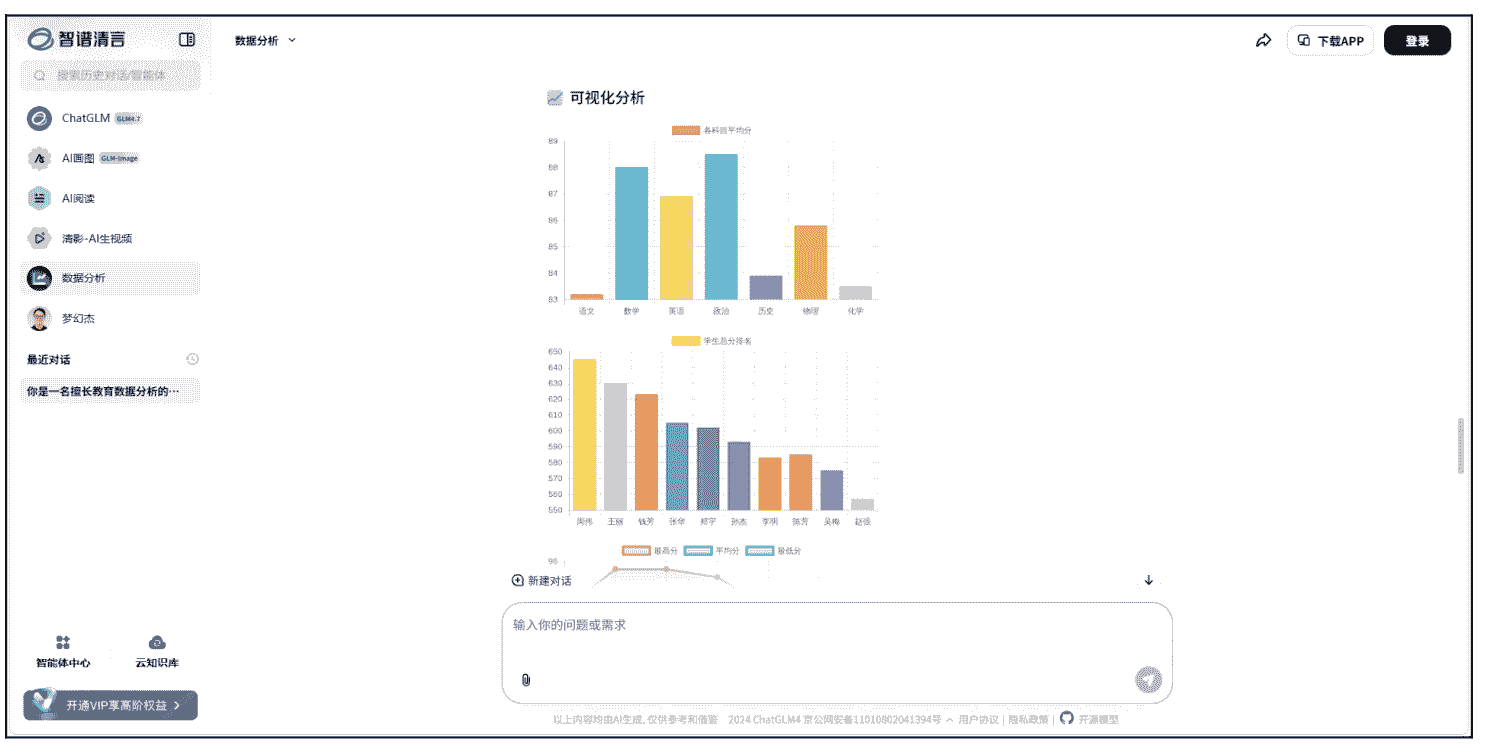 智谱清言
数据分析
下载APP
登录
搜索历史对话/智能体
ChatGLM GLM4.7
AI画图 GLM-Image
AI阅读
清影-AI生视频
数据分析
梦幻杰
最近对话
你是一名擅长教育数据分析的···
智能体中心
云知识库
开通VIP享高阶权益
可视化分析
各科目平均分
89
88
87
86
85
84
83
语文 数学 英语 政治 历史 物理 化学
学生总分排名
650
640
630
620
610
600
590
580
570
560
550
周伟 王丽 钱芳 张华 郑宇 孙杰 李明 陈芳 吴梅 赵强
最高分 平均分 最低分
96
新建对话
输入你的问题或需求
以上内容均由AI生成, 仅供参考和借鉴 2024 ChatGLM4 京公网安备11010802041394号 用户协议 | 隐私政策 | 开源模型